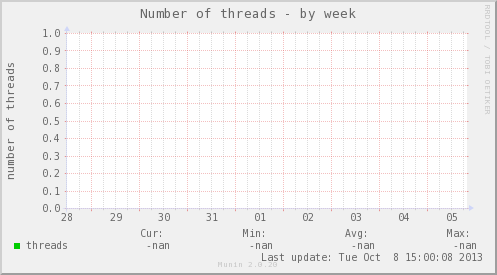 Number of threads - by week
RRDTOOL / TOBI OETIKER
number of threads
1.0
0.9
0.8
0.7
0.6
0.5
0.4
0.3
0.2
0.1
0.0
28 29 30 31 01 02 03 04 05
Cur: Min: Avg: Max:
threads -nan -nan -nan -nan
Last update: Tue Oct 8 15:00:08 2013
Munin 2.0.20